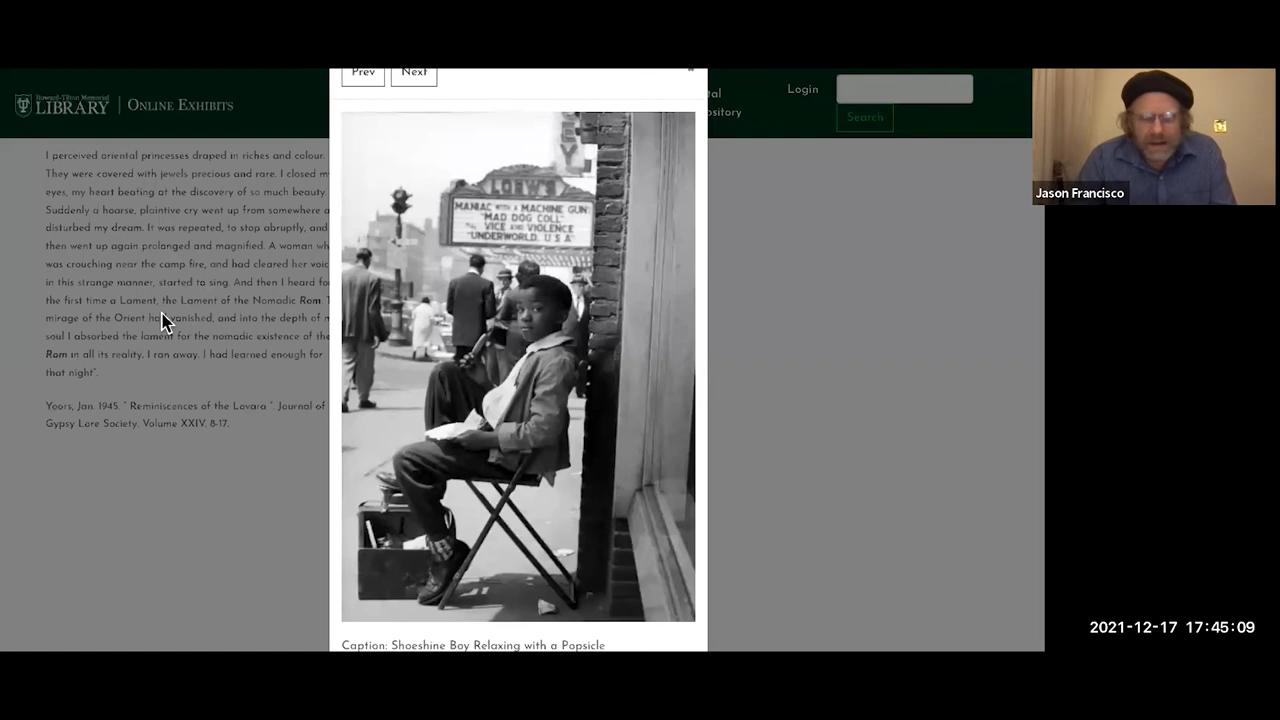 Prev
Next
Howard-Tilton Memorial
LIBRARY
ONLINE EXHIBITS
Login
Search
I perceived oriental princesses draped in riches and colour.
They were covered with jewels precious and rare. I closed
eyes, my heart beating at the discovery of so much beauty.
Suddenly a hoarse, plaintive cry went up from somewhere
disturbed my dream. It was repeated, to stop abruptly, and
then went up again prolonged and magnified. A woman
was crouching near the camp fire, and had cleared her
in this strange manner, started to sing. And then I heard
the first time a Lament, the Lament of the Nomadic Rom.
mirage of the Orient vanished, and into the depth of
soul I absorbed the lament for the nomadic existence of the
Rom in all its reality. I ran away. I had learned enough for
that night".
Yoors, Jan. 1945. " Reminiscences of the Lovara ". Journal of
Gypsy Lore Society. Volume XXIV. 8-17.
LOEW'S
MANIAC WITH A MACHINE GUN
"MAD DOG COLL"
VICE AND VIOLENCE
"UNDERWORLD, U S A"
Caption: Shoeshine Boy Relaxing with a Popsicle
Jason Francisco
2021-12-17 17:45:09